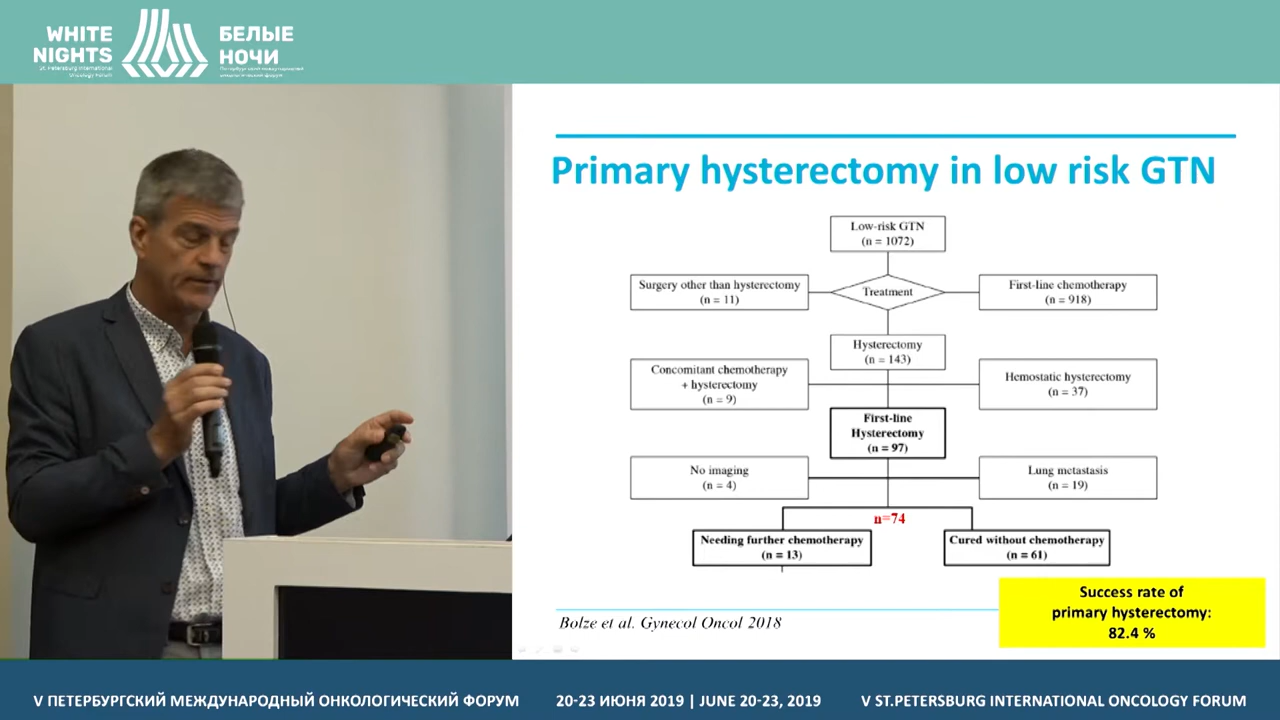 WHITE
NIGHTS
St. Petersburg International
Oncology Forum
БЕЛЫЕ
НОЧИ
Петербургский международный
онкологический форум
Primary hysterectomy in low risk GTN
Low-risk GTN
(n = 1072)
Surgery other than hysterectomy
(n = 11)
Treatment
First-line chemotherapy
(n = 918)
Hysterectomy
(n = 143)
Concomitant chemotherapy
+ hysterectomy
(n = 9)
Hemostatic hysterectomy
(n = 37)
First-line
Hysterectomy
(n = 97)
No imaging
(n = 4)
Lung metastasis
(n = 19)
n=74
Needing further chemotherapy
(n = 13)
Cured without chemotherapy
(n = 61)
Success rate of
primary hysterectomy:
82.4 %
Bolze et al. Gynecol Oncol 2018
V ПЕТЕРБУРГСКИЙ МЕЖДУНАРОДНЫЙ ОНКОЛОГИЧЕСКИЙ ФОРУМ
20-23 ИЮНЯ 2019 | JUNE 20-23, 2019
V ST.PETERSBURG INTERNATIONAL ONCOLOGY FORUM